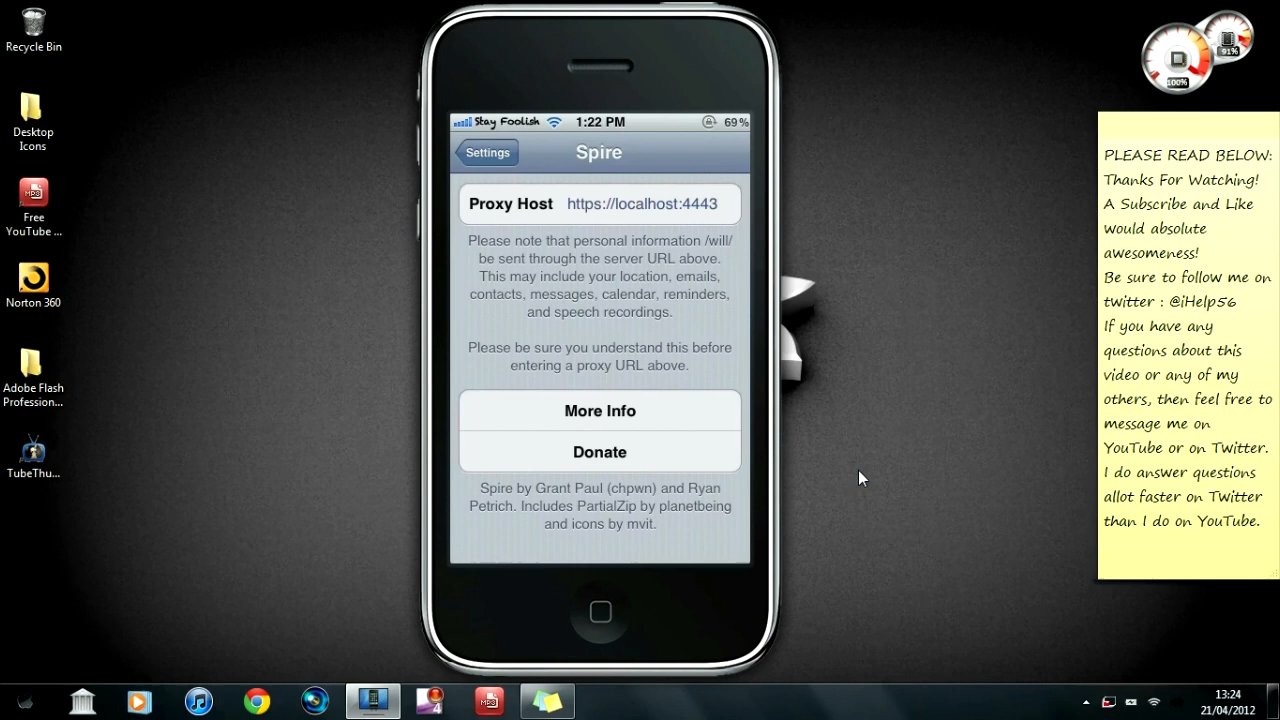 Recycle Bin
Desktop
Icons
Free
YouTube ...
Norton 360
Adobe Flash
Profession...
TubeThu...
MP3
Stay Foolish
1:22 PM
69%
Settings
Spire
Proxy Host https://localhost:4443
Please note that personal information /will/
be sent through the server URL above.
This may include your location, emails,
contacts, messages, calendar, reminders,
and speech recordings.
Please be sure you understand this before
entering a proxy URL above.
More Info
Donate
Spire by Grant Paul (chpwn) and Ryan
Petrich. Includes PartialZip by planetbeing
and icons by mvit.
91%
100%
PLEASE READ BELOW:
Thanks For Watching!
A Subscribe and Like
would absolute
awesomeness!
Be sure to follow me on
twitter : @iHelp56
If you have any
questions about this
video or any of my
others, then feel free to
message me on
YouTube or on Twitter.
I do answer questions
allot faster on Twitter
than I do on YouTube.
4
MP3
13:24
21/04/2012